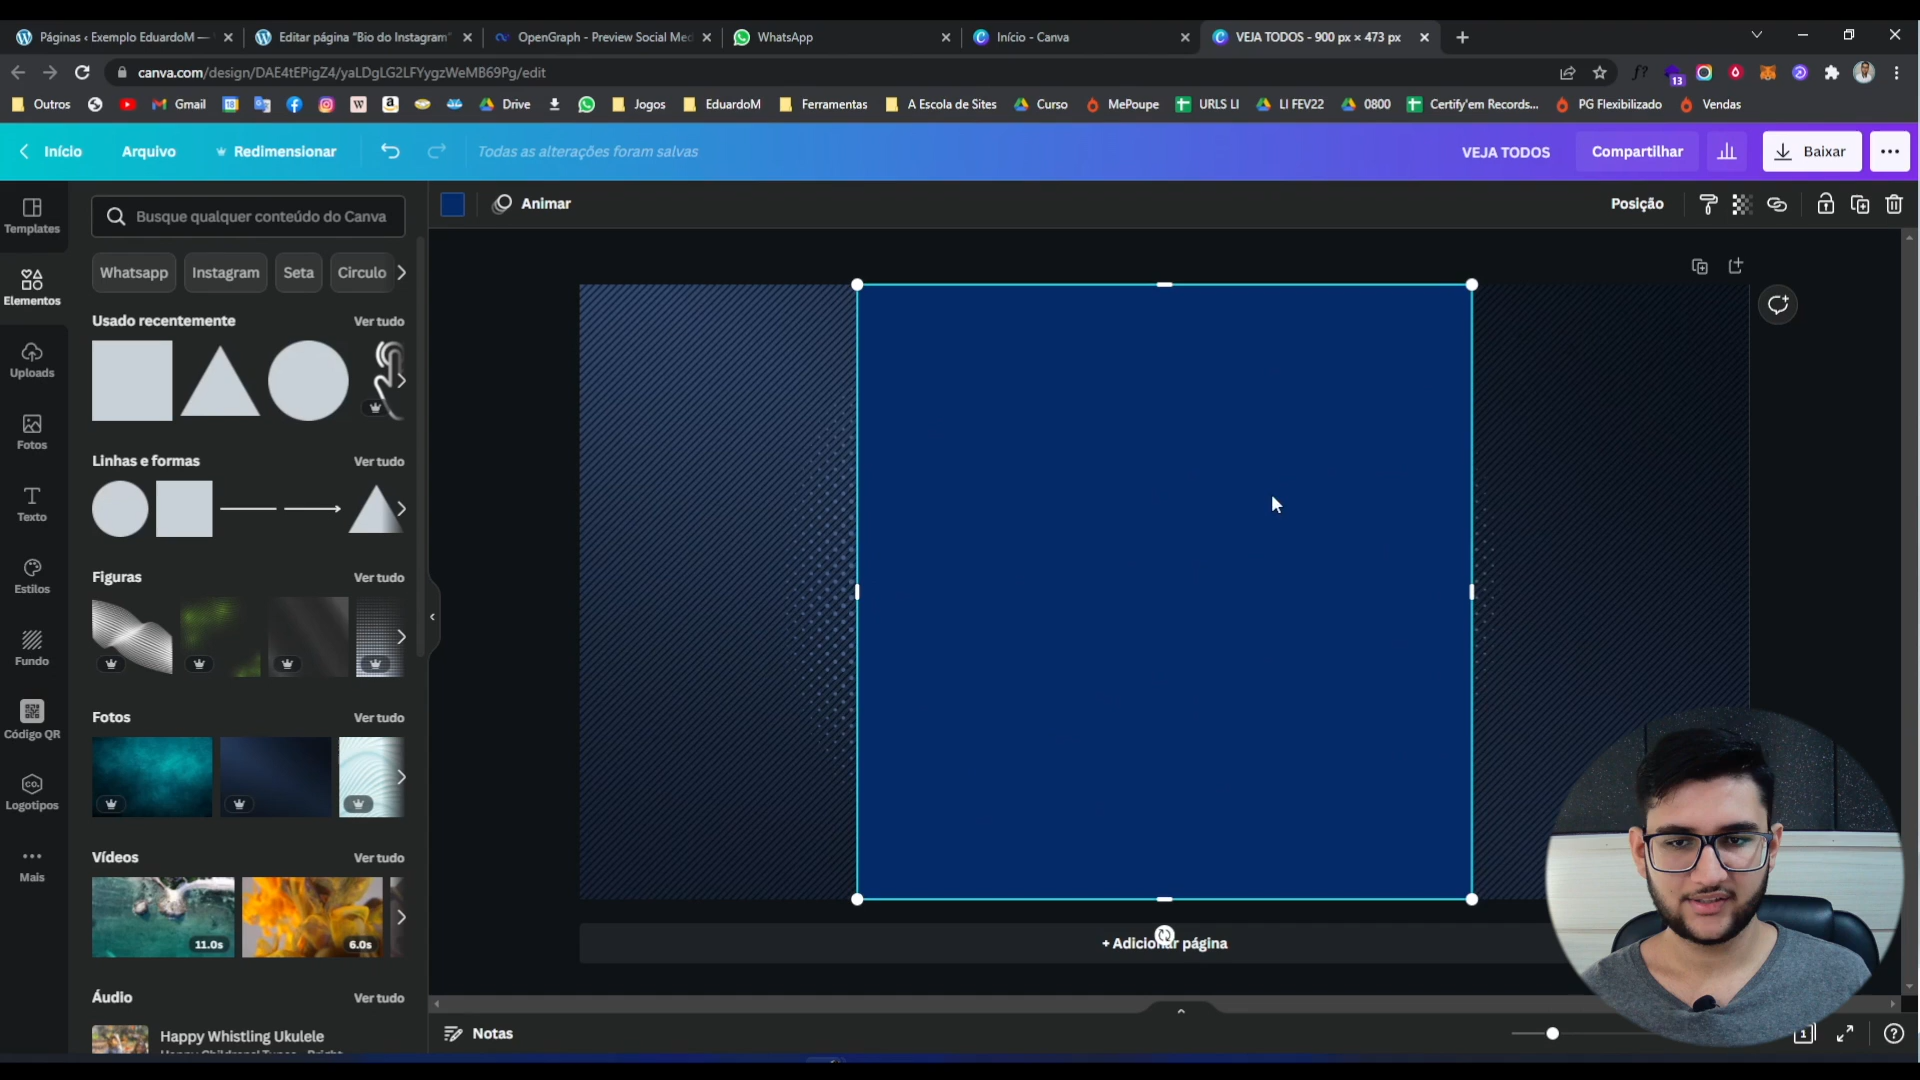 Páginas ‹ Exemplo EduardoM —
Editar página "Bio do Instagram"
OpenGraph - Preview Social Med
WhatsApp
Início - Canva
VEJA TODOS - 900 px × 473 px
canva.com/design/DAE4tEPigZ4/yaLDgLG2LFYygzWeMB69Pg/edit
13
Outros
Gmail
Drive
Jogos
EduardoM
Ferramentas
A Escola de Sites
Curso
MePoupe
URLS LI
LI FEV22
0800
Certify'em Records...
PG Flexibilizado
Vendas
Início
Arquivo
Redimensionar
Todas as alterações foram salvas
VEJA TODOS
Compartilhar
Baixar
Templates
Elementos
Uploads
Fotos
Texto
Estilos
Fundo
Código QR
Logotipos
Mais
Busque qualquer conteúdo do Canva
Whatsapp
Instagram
Seta
Circulo
Usado recentemente
Ver tudo
Linhas e formas
Ver tudo
Figuras
Ver tudo
Fotos
Ver tudo
Vídeos
Ver tudo
11.0s
6.0s
Áudio
Ver tudo
Happy Whistling Ukulele
Animar
Posição
+ Adicionar página
Notas
1